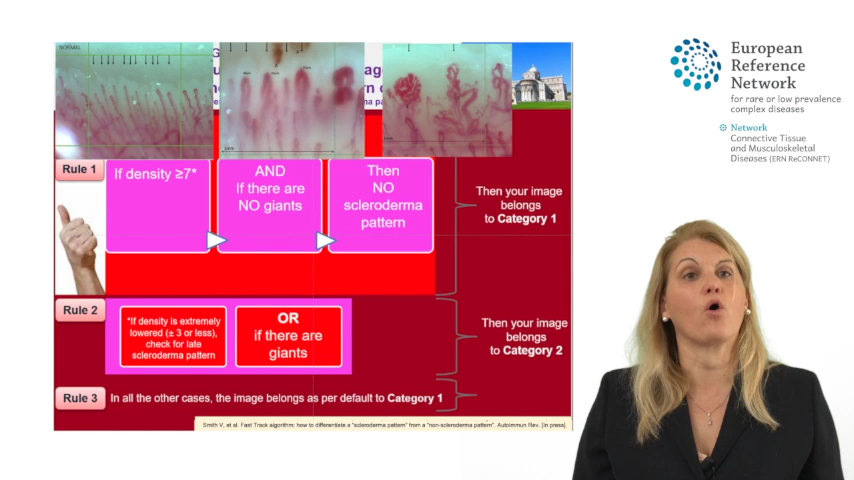 NORMAL
Rule 1
If density ≥7*
AND
If there are
NO giants
Then
NO
scleroderma
pattern
Then your image
belongs
to Category 1
Rule 2
*If density is extremely
lowered (± 3 or less),
check for late
scleroderma pattern
OR
if there are
giants
Then your image
belongs
to Category 2
Rule 3
In all the other cases, the image belongs as per default to Category 1
Smith V, et al. Fast Track algorithm: how to differentiate a "scleroderma pattern" from a "non-scleroderma pattern". Autoimmun Rev. [In press].
European
Reference
Network
for rare or low prevalence
complex diseases
Network
Connective Tissue
and Musculoskeletal
Diseases (ERN ReCONNET)